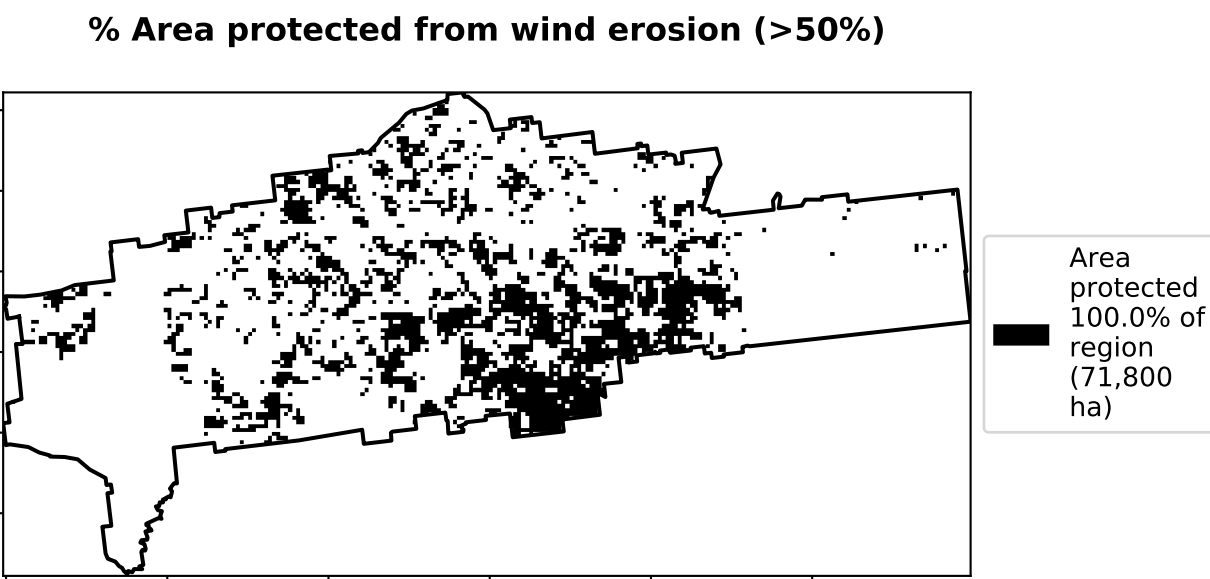 % Area protected from wind erosion (>50%)
Area
protected
100.0% of
region
(71,800
ha)